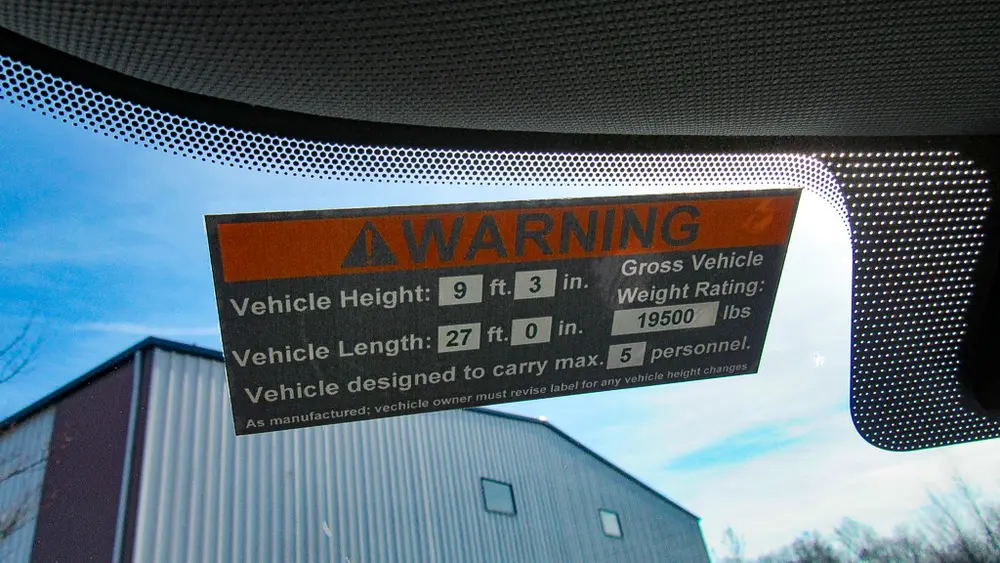 WARNING
Vehicle Height: 9 ft. 3 in.
Vehicle Length: 27 ft. 0 in.
Gross Vehicle
Weight Rating:
19500 lbs
Vehicle designed to carry max. 5 personnel.
As manufactured; vechicle owner must revise label for any vehicle height changes